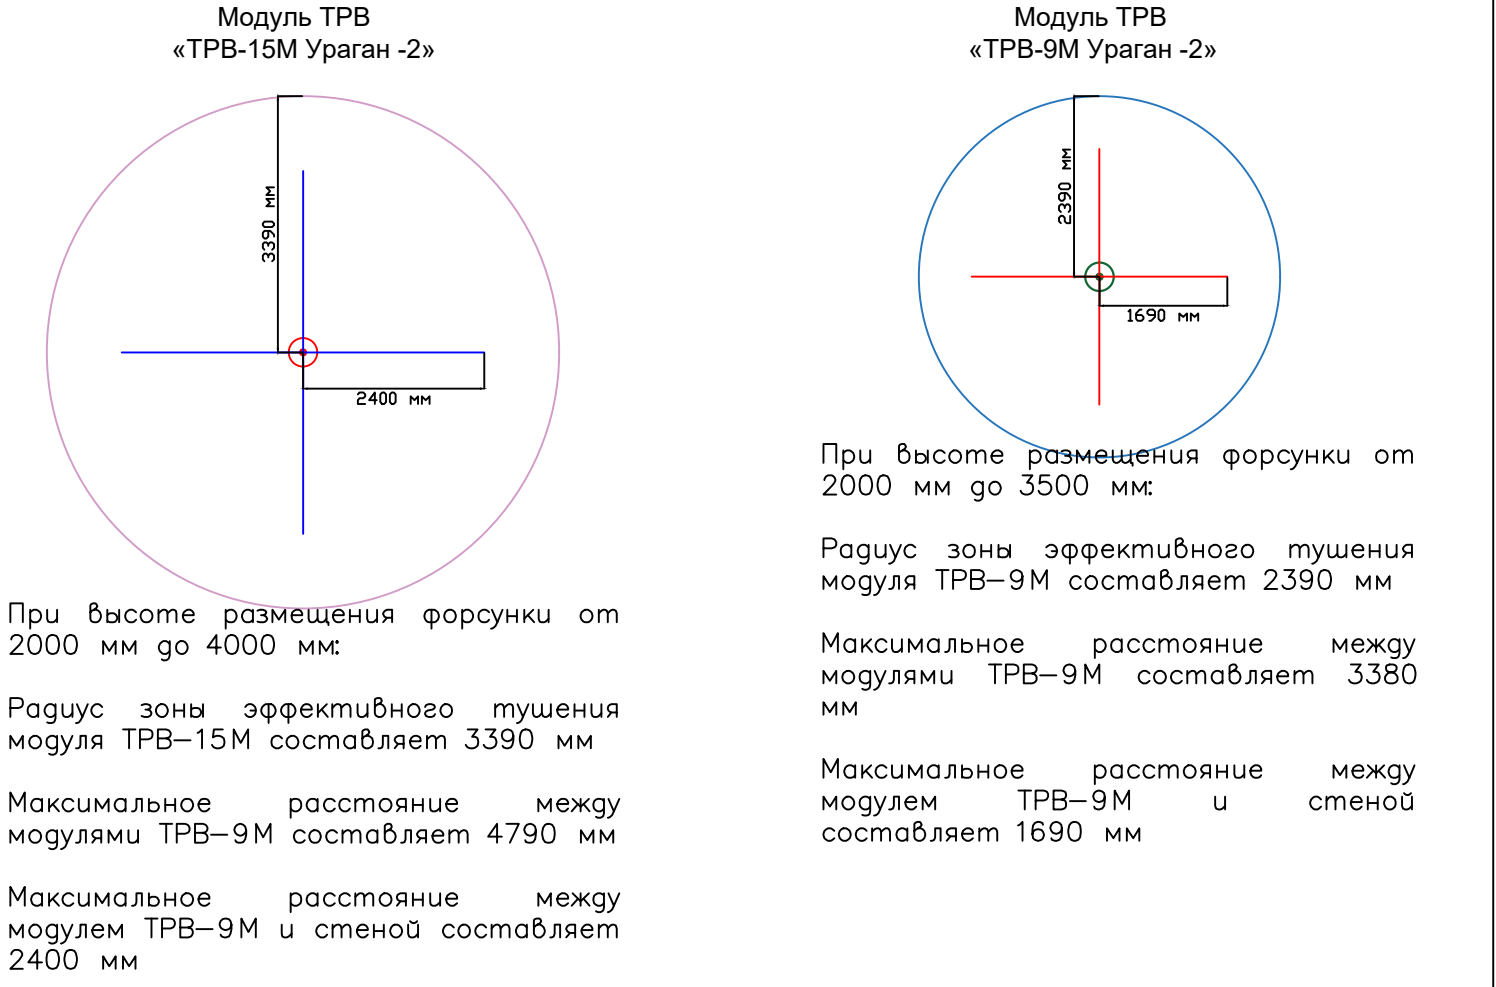 Модуль ТРВ
«ТРВ-15М Ураган -2»
3390 мм
2400 мм
При высоте размещения форсунки от
2000 мм до 4000 мм:
Радиус зоны эффективного тушения
модуля ТРВ-15М составляет 3390 мм
Максимальное расстояние между
модулями ТРВ-9М составляет 4790 мм
Максимальное расстояние между
модулем ТРВ-9М и стеной составляет
2400 мм
Модуль ТРВ
«ТРВ-9М Ураган -2»
2390 мм
1690 мм
При высоте размещения форсунки от
2000 мм до 3500 мм:
Радиус зоны эффективного тушения
модуля ТРВ-9М составляет 2390 мм
Максимальное расстояние между
модулями ТРВ-9М составляет 3380
мм
Максимальное расстояние между
модулем ТРВ-9М и стеной
составляет 1690 мм